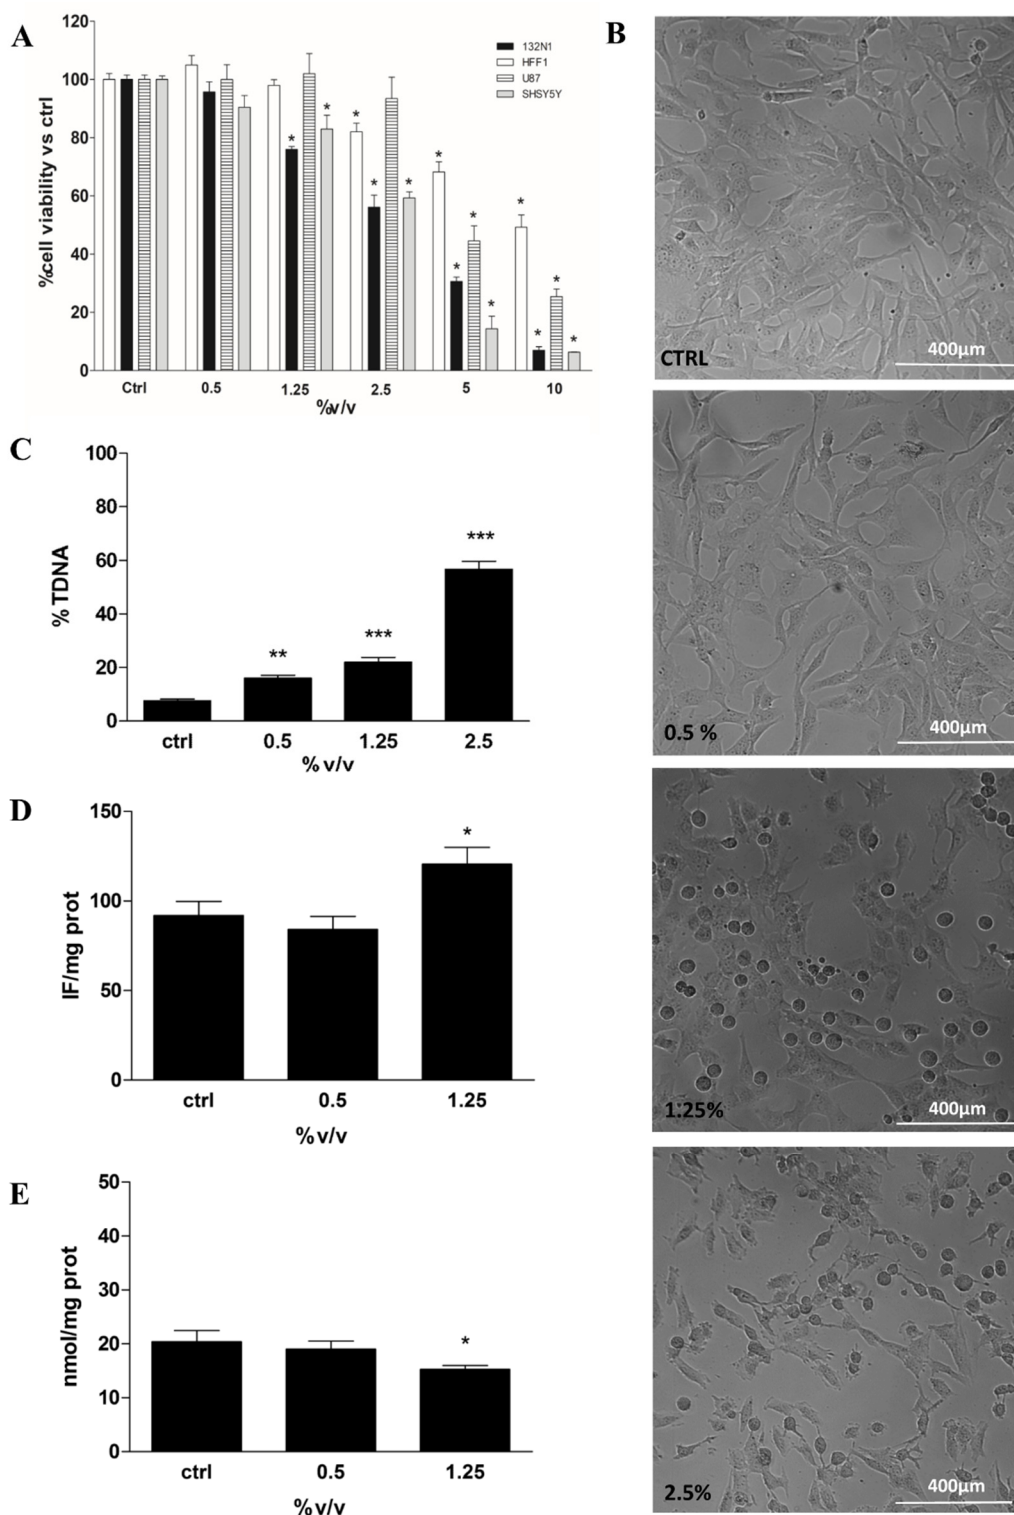 A
120
100
80
60
40
20
0
%cell viability vs ctrl
132N1
HFF1
U87
SHSY5Y
* * * * * * * * * * * *
Ctrl 0.5 1.25 2.5 5 10
%v/v
B
CTRL
400µm
0.5 %
400µm
1.25%
400µm
2.5%
400µm
C
100
80
60
40
20
0
% TDNA
** *** ***
ctrl 0.5 1.25 2.5
% v/v
D
150
100
50
0
IF/mg prot
*
ctrl 0.5 1.25
% v/v
E
50
40
30
20
10
0
nmol/mg prot
*
ctrl 0.5 1.25
% v/v